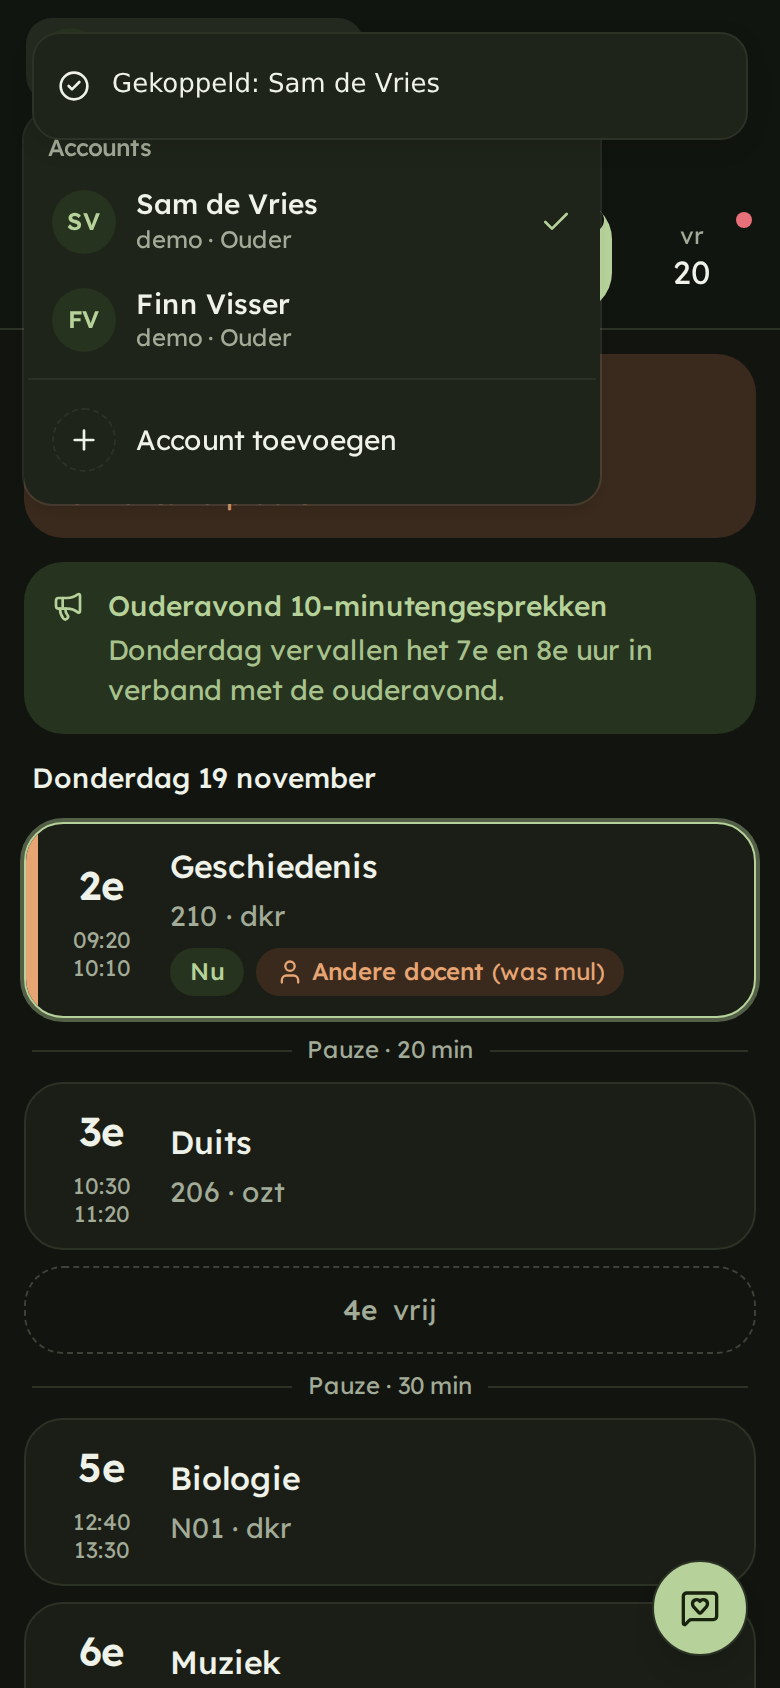 Gekoppeld: Sam de Vries
Accounts
SV
Sam de Vries
demo · Ouder
FV
Finn Visser
demo · Ouder
Account toevoegen
vr
20
Ouderavond 10-minutengesprekken
Donderdag vervallen het 7e en 8e uur in
verband met de ouderavond.
Donderdag 19 november
2e
09:20
10:10
Geschiedenis
210 · dkr
Nu
Andere docent (was mul)
Pauze · 20 min
3e
10:30
11:20
Duits
206 · ozt
4e vrij
Pauze · 30 min
5e
12:40
13:30
Biologie
N01 · dkr
6e
Muziek